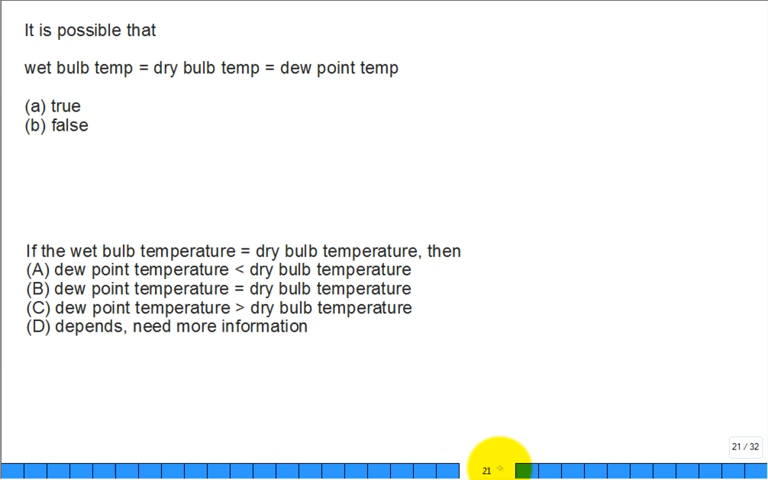 It is possible that
wet bulb temp = dry bulb temp = dew point temp
(a) true
(b) false
If the wet bulb temperature = dry bulb temperature, then
(A) dew point temperature < dry bulb temperature
(B) dew point temperature = dry bulb temperature
(C) dew point temperature > dry bulb temperature
(D) depends, need more information
21 / 32
21